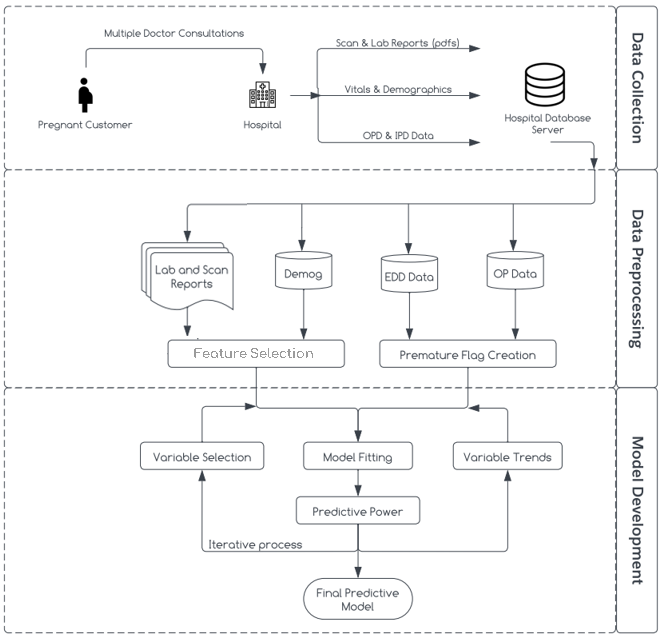 Multiple Doctor Consultations
Scan & Lab Reports (pdfs)
Vitals & Demographics
OPD & IPD Data
Pregnant Customer
Hospital
Hospital Database
Server
Data Collection
Lab and Scan
Reports
Demog
EDD Data
OP Data
Feature Selection
Premature Flag Creation
Data Preprocessing
Variable Selection
Model Fitting
Variable Trends
Predictive Power
Iterative process
Final Predictive
Model
Model Development